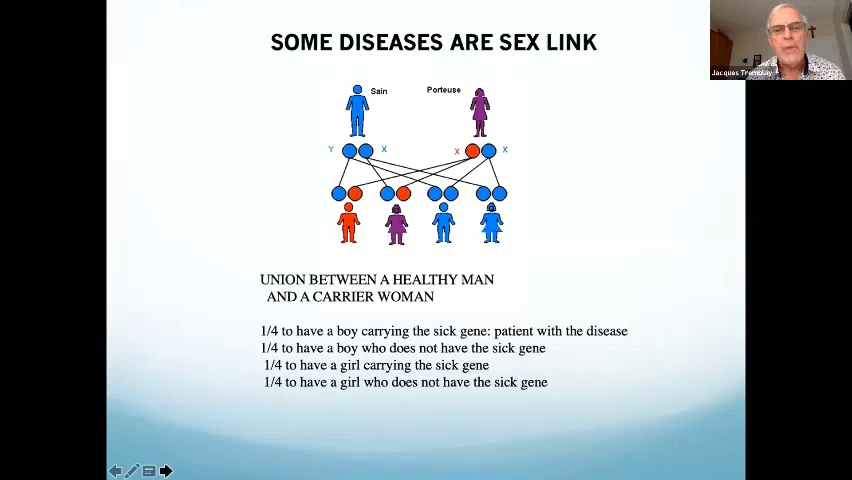 SOME DISEASES ARE SEX LINK
Jacques Tremblay
Sain
Porteuse
Y X X X
UNION BETWEEN A HEALTHY MAN
AND A CARRIER WOMAN
1/4 to have a boy carrying the sick gene: patient with the disease
1/4 to have a boy who does not have the sick gene
1/4 to have a girl carrying the sick gene
1/4 to have a girl who does not have the sick gene